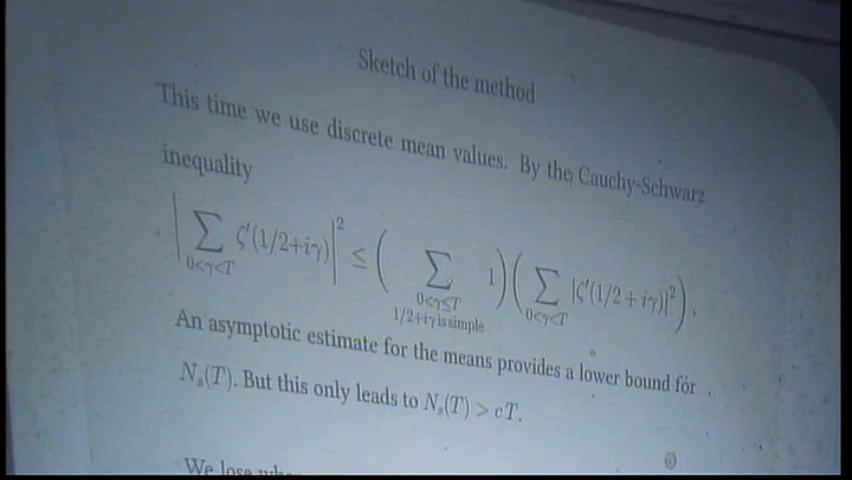 Sketch of the method
This time we use discrete mean values. By the Cauchy-Schwarz
inequality
|∑_{0<γ<T} ζ′(1/2+iγ)|² ≤ (∑_{0<γ≤T, 1/2+iγ is simple} 1)(∑_{0<γ<T} |ζ′(1/2+iγ)|²),
An asymptotic estimate for the means provides a lower bound for
N_s(T). But this only leads to N_s(T) > cT.
We lose